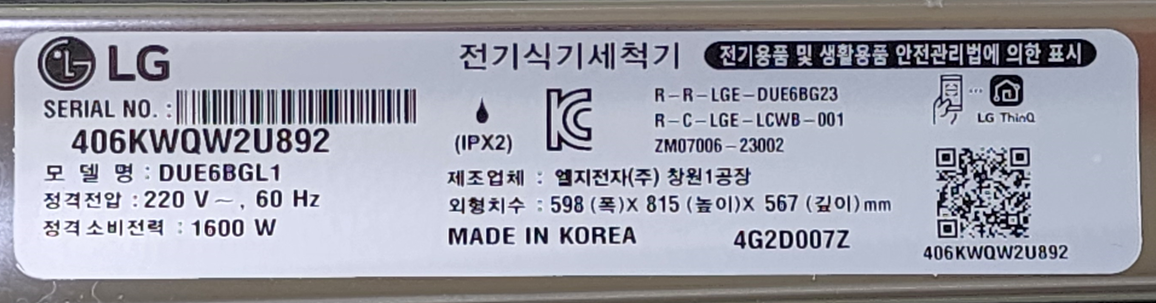 LG
전기식기세척기
전기용품 및 생활용품 안전관리법에 의한 표시
SERIAL NO. :
406KWQW2U892
모 델 명 : DUE6BGL1
정격전압 : 220 V ~, 60 Hz
정격소비전력 : 1600 W
(IPX2)
R-R-LGE-DUE6BG23
R-C-LGE-LCWB-001
ZM07006-23002
제조업체 : 엘지전자(주) 창원1공장
외형치수 : 598 (폭)X 815 (높이)X 567 (깊이)mm
MADE IN KOREA
4G2D007Z
LG ThinQ
406KWQW2U892